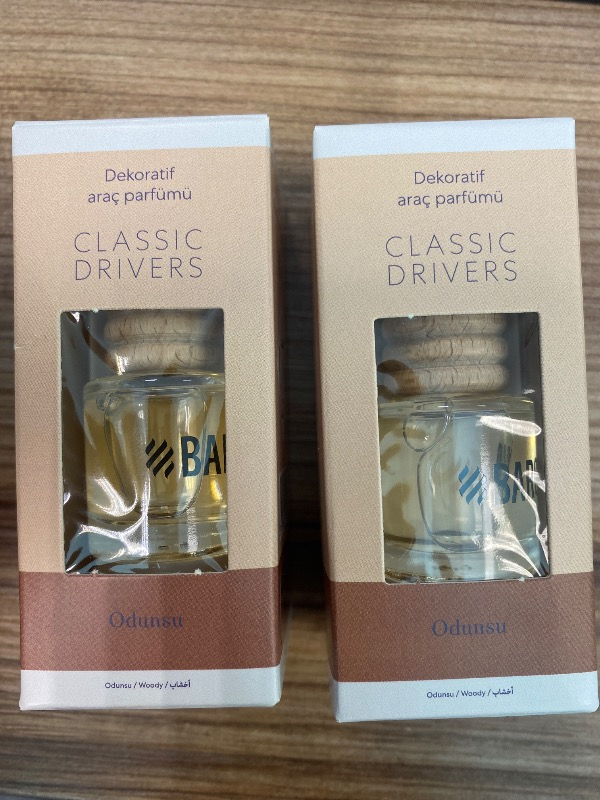 Dekoratif
araç parfümü
CLASSIC
DRIVERS
Odunsu
Odunsu / Woody / أخشاب
Dekoratif
araç parfümü
CLASSIC
DRIVERS
Odunsu
Odunsu / Woody / أخشاب